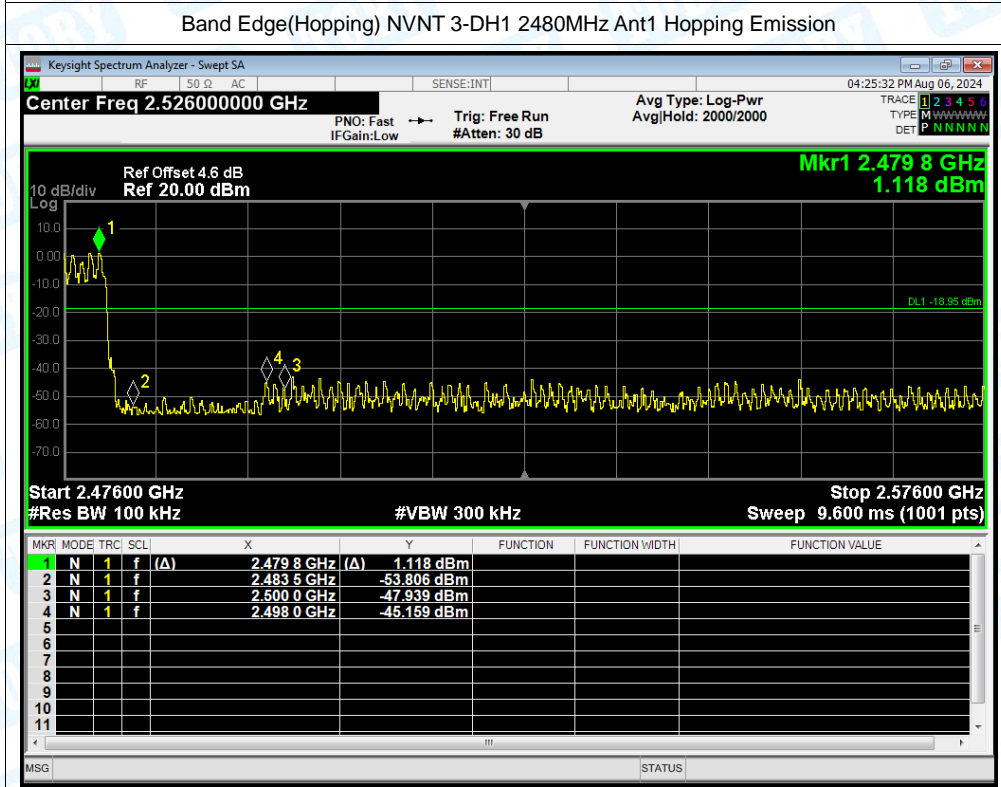 Band Edge(Hopping) NVNT 3-DH1 2480MHz Ant1 Hopping Emission
Keysight Spectrum Analyzer - Swept SA
LXI RF 50 Ω AC SENSE:INT 04:25:32 PM Aug 06, 2024
Center Freq 2.526000000 GHz
PNO: Fast
IFGain:Low
Trig: Free Run
#Atten: 30 dB
Avg Type: Log-Pwr
Avg|Hold: 2000/2000
TRACE 1 2 3 4 5 6
TYPE M W W W W W
DET P N N N N N
Mkr1 2.479 8 GHz
1.118 dBm
Ref Offset 4.6 dB
10 dB/div Ref 20.00 dBm
Log
10.0
0.00
-10.0
-20.0
-30.0
-40.0
-50.0
-60.0
-70.0
1
2
4
3
DL1 -18.95 dBm
Start 2.47600 GHz Stop 2.57600 GHz
#Res BW 100 kHz #VBW 300 kHz Sweep 9.600 ms (1001 pts)
MKR MODE TRC SCL X Y FUNCTION FUNCTION WIDTH FUNCTION VALUE
1 N 1 f (Δ) 2.479 8 GHz (Δ) 1.118 dBm
2 N 1 f 2.483 5 GHz -53.806 dBm
3 N 1 f 2.500 0 GHz -47.939 dBm
4 N 1 f 2.498 0 GHz -45.159 dBm
5
6
7
8
9
10
11
MSG STATUS